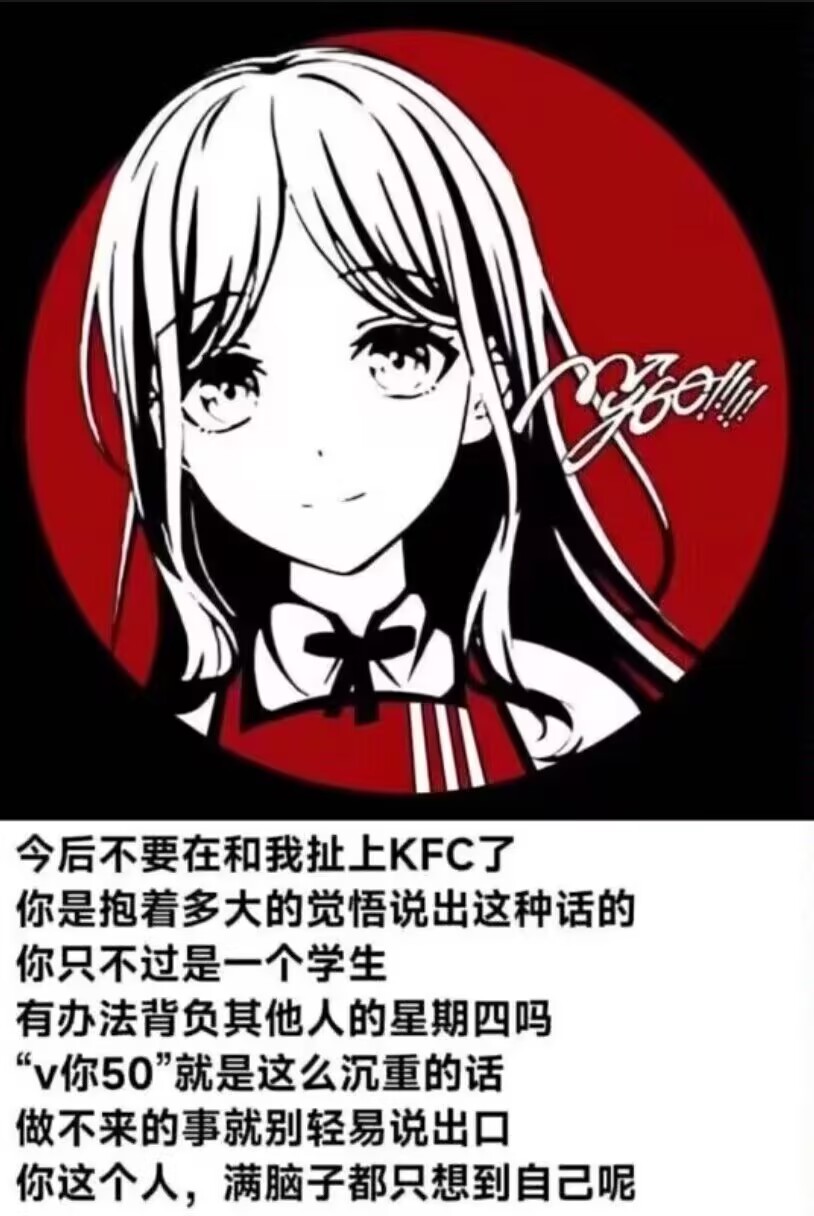 MyGO!!!!!
今后不要在和我扯上KFC了
你是抱着多大的觉悟说出这种话的
你只不过是一个学生
有办法背负其他人的星期四吗
“v你50”就是这么沉重的话
做不来的事就别轻易说出口
你这个人，满脑子都只想到自己呢